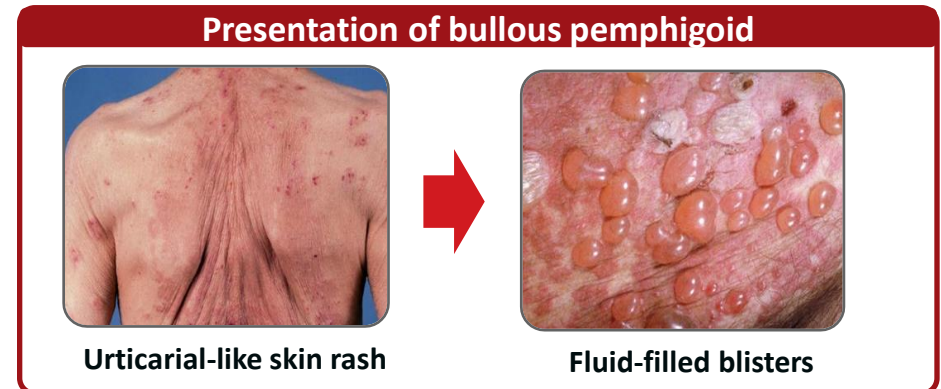 Presentation of bullous pemphigoid
Urticarial-like skin rash
Fluid-filled blisters